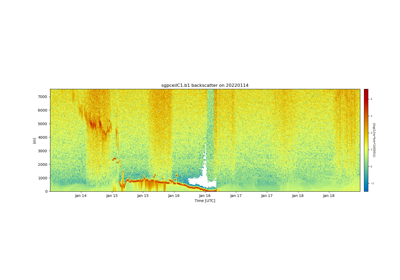 sgpceilC1.b1 backscatter on 20220114
7000
6000
5000
4000
3000
2000
1000
0
Jan 14 Jan 15 Jan 15 Jan 16 Jan 16 Jan 17 Jan 17 Jan 18 Jan 18
Time [UTC]